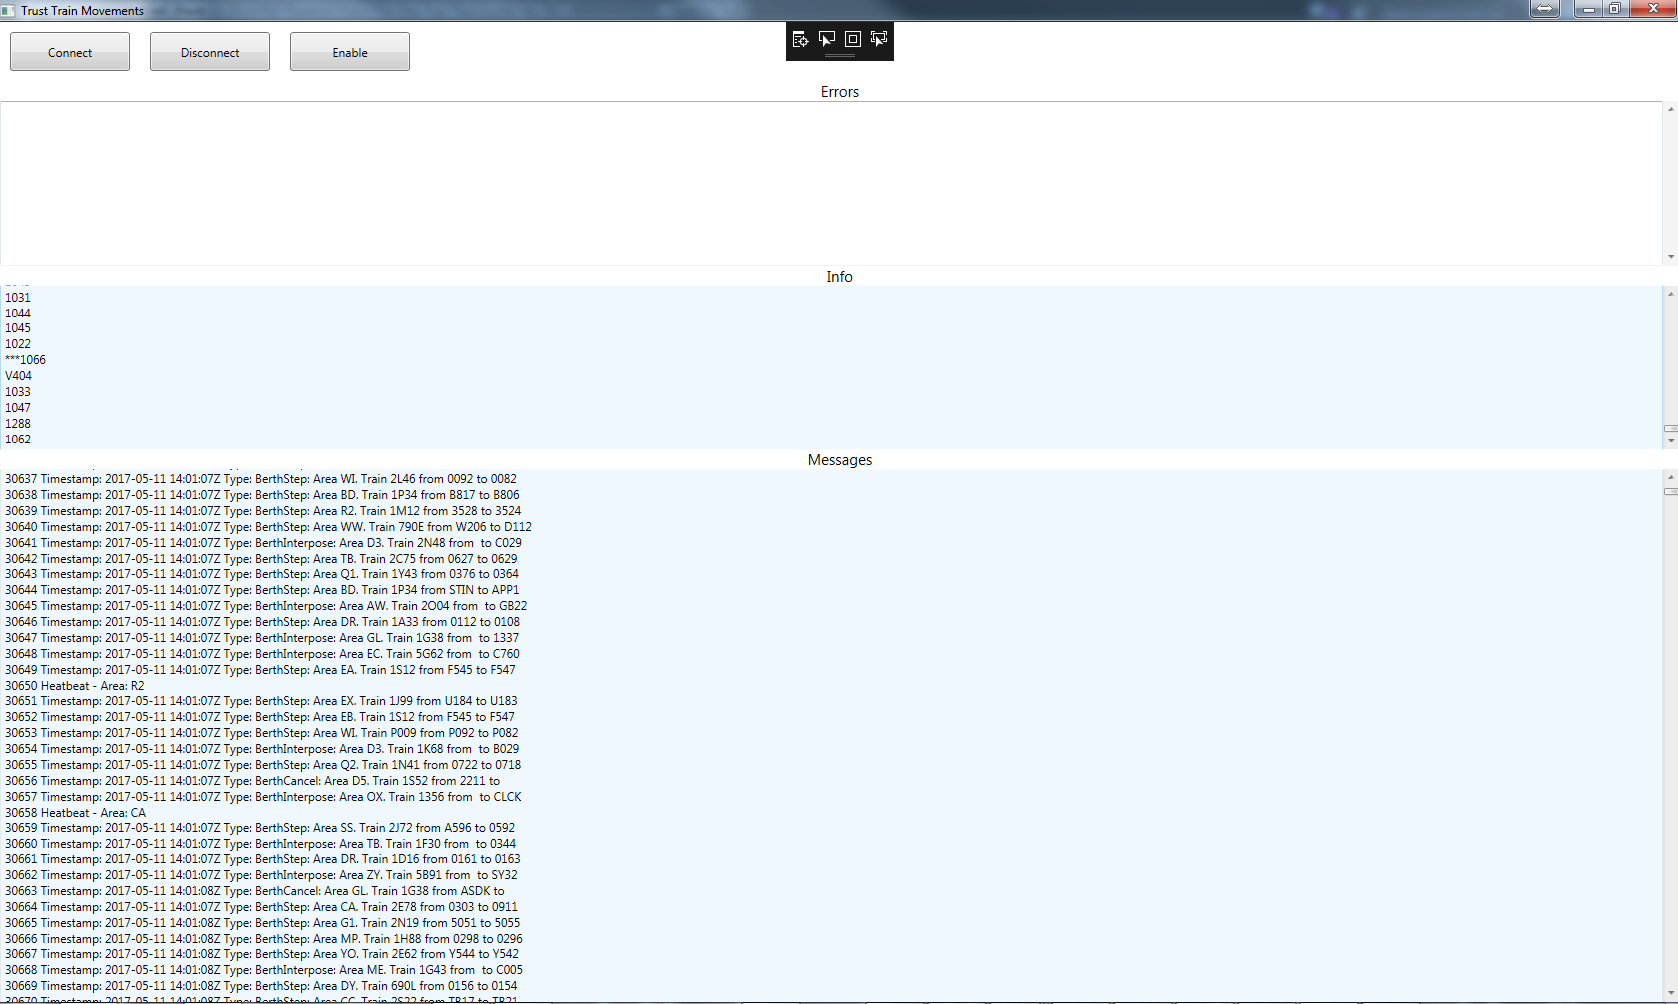 Trust Train Movements
Connect
Disconnect
Enable
Errors
Info
1031
1044
1045
1022
***1066
V404
1033
1047
1288
1062
Messages
30637 Timestamp: 2017-05-11 14:01:07Z Type: BerthStep: Area WI. Train 2L46 from 0092 to 0082
30638 Timestamp: 2017-05-11 14:01:07Z Type: BerthStep: Area BD. Train 1P34 from B817 to B806
30639 Timestamp: 2017-05-11 14:01:07Z Type: BerthStep: Area R2. Train 1M12 from 3528 to 3524
30640 Timestamp: 2017-05-11 14:01:07Z Type: BerthStep: Area WW. Train 790E from W206 to D112
30641 Timestamp: 2017-05-11 14:01:07Z Type: BerthInterpose: Area D3. Train 2N48 from  to C029
30642 Timestamp: 2017-05-11 14:01:07Z Type: BerthStep: Area TB. Train 2C75 from 0627 to 0629
30643 Timestamp: 2017-05-11 14:01:07Z Type: BerthStep: Area Q1. Train 1Y43 from 0376 to 0364
30644 Timestamp: 2017-05-11 14:01:07Z Type: BerthStep: Area BD. Train 1P34 from STIN to APP1
30645 Timestamp: 2017-05-11 14:01:07Z Type: BerthInterpose: Area AW. Train 2O04 from  to GB22
30646 Timestamp: 2017-05-11 14:01:07Z Type: BerthStep: Area DR. Train 1A33 from 0112 to 0108
30647 Timestamp: 2017-05-11 14:01:07Z Type: BerthInterpose: Area GL. Train 1G38 from  to 1337
30648 Timestamp: 2017-05-11 14:01:07Z Type: BerthInterpose: Area EC. Train 5G62 from  to C760
30649 Timestamp: 2017-05-11 14:01:07Z Type: BerthStep: Area EA. Train 1S12 from F545 to F547
30650 Heatbeat - Area: R2
30651 Timestamp: 2017-05-11 14:01:07Z Type: BerthStep: Area EX. Train 1J99 from U184 to U183
30652 Timestamp: 2017-05-11 14:01:07Z Type: BerthStep: Area EB. Train 1S12 from F545 to F547
30653 Timestamp: 2017-05-11 14:01:07Z Type: BerthStep: Area WI. Train P009 from P092 to P082
30654 Timestamp: 2017-05-11 14:01:07Z Type: BerthInterpose: Area D3. Train 1K68 from  to B029
30655 Timestamp: 2017-05-11 14:01:07Z Type: BerthStep: Area Q2. Train 1N41 from 0722 to 0718
30656 Timestamp: 2017-05-11 14:01:07Z Type: BerthCancel: Area D5. Train 1S52 from 2211 to
30657 Timestamp: 2017-05-11 14:01:07Z Type: BerthInterpose: Area OX. Train 1356 from  to CLCK
30658 Heatbeat - Area: CA
30659 Timestamp: 2017-05-11 14:01:07Z Type: BerthStep: Area SS. Train 2J72 from A596 to 0592
30660 Timestamp: 2017-05-11 14:01:07Z Type: BerthInterpose: Area TB. Train 1F30 from  to 0344
30661 Timestamp: 2017-05-11 14:01:07Z Type: BerthStep: Area DR. Train 1D16 from 0161 to 0163
30662 Timestamp: 2017-05-11 14:01:07Z Type: BerthInterpose: Area ZY. Train 5B91 from  to SY32
30663 Timestamp: 2017-05-11 14:01:08Z Type: BerthCancel: Area GL. Train 1G38 from ASDK to
30664 Timestamp: 2017-05-11 14:01:08Z Type: BerthStep: Area CA. Train 2E78 from 0303 to 0911
30665 Timestamp: 2017-05-11 14:01:08Z Type: BerthStep: Area G1. Train 2N19 from 5051 to 5055
30666 Timestamp: 2017-05-11 14:01:08Z Type: BerthStep: Area MP. Train 1H88 from 0298 to 0296
30667 Timestamp: 2017-05-11 14:01:08Z Type: BerthStep: Area YO. Train 2E62 from Y544 to Y542
30668 Timestamp: 2017-05-11 14:01:08Z Type: BerthInterpose: Area ME. Train 1G43 from  to C005
30669 Timestamp: 2017-05-11 14:01:08Z Type: BerthStep: Area DY. Train 690L from 0156 to 0154
30670 Timestamp: 2017-05-11 14:01:08Z Type: BerthStep: Area CC. Train 2S22 from TB17 to TB21